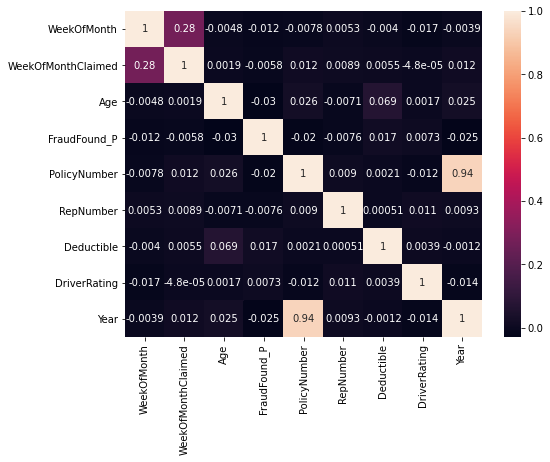 WeekOfMonth 1 0.28 -0.0048 -0.012 -0.0078 0.0053 -0.004 -0.017 -0.0039
WeekOfMonthClaimed 0.28 1 0.0019 -0.0058 0.012 0.0089 0.0055 -4.8e-05 0.012
Age -0.0048 0.0019 1 -0.03 0.026 -0.0071 0.069 0.0017 0.025
FraudFound_P -0.012 -0.0058 -0.03 1 -0.02 -0.0076 0.017 0.0073 -0.025
PolicyNumber -0.0078 0.012 0.026 -0.02 1 0.009 0.0021 -0.012 0.94
RepNumber 0.0053 0.0089 -0.0071 -0.0076 0.009 1 0.00051 0.011 0.0093
Deductible -0.004 0.0055 0.069 0.017 0.0021 0.00051 1 0.0039 -0.0012
DriverRating -0.017 -4.8e-05 0.0017 0.0073 -0.012 0.011 0.0039 1 -0.014
Year -0.0039 0.012 0.025 -0.025 0.94 0.0093 -0.0012 -0.014 1
WeekOfMonth
WeekOfMonthClaimed
Age
FraudFound_P
PolicyNumber
RepNumber
Deductible
DriverRating
Year
1.0
0.8
0.6
0.4
0.2
0.0